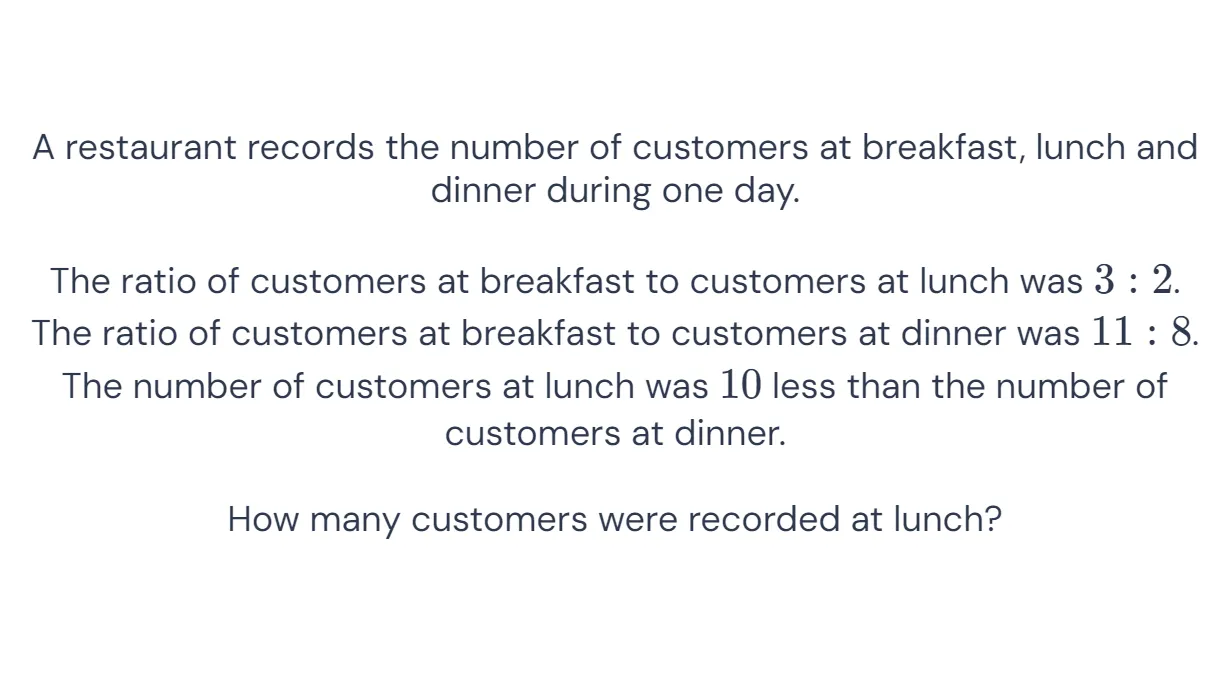 A restaurant records the number of customers at breakfast, lunch and
dinner during one day.
The ratio of customers at breakfast to customers at lunch was 3 : 2.
The ratio of customers at breakfast to customers at dinner was 11 : 8.
The number of customers at lunch was 10 less than the number of
customers at dinner.
How many customers were recorded at lunch?